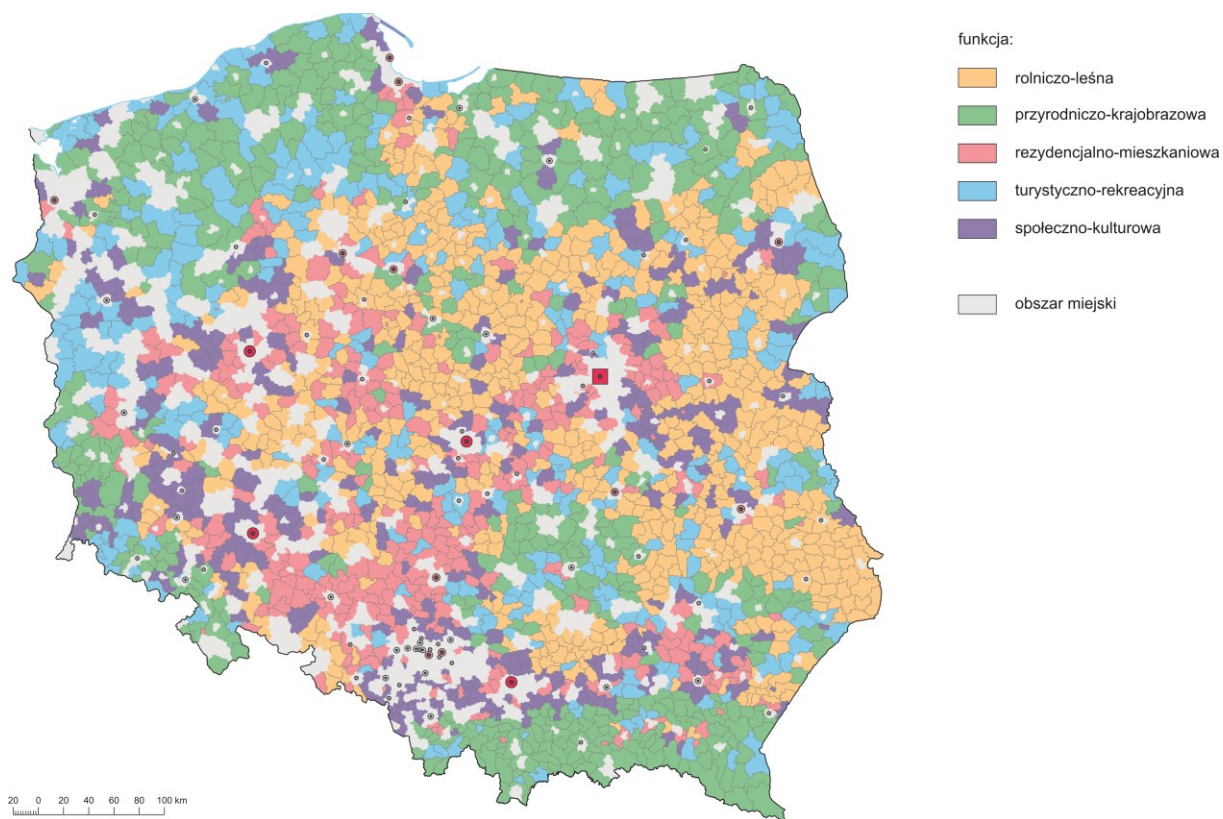 funkcja:
rolniczo-leśna
przyrodniczo-krajobrazowa
rezydencjalno-mieszkaniowa
turystyczno-rekreacyjna
społeczno-kulturowa
obszar miejski
20 0 20 40 60 80 100 km